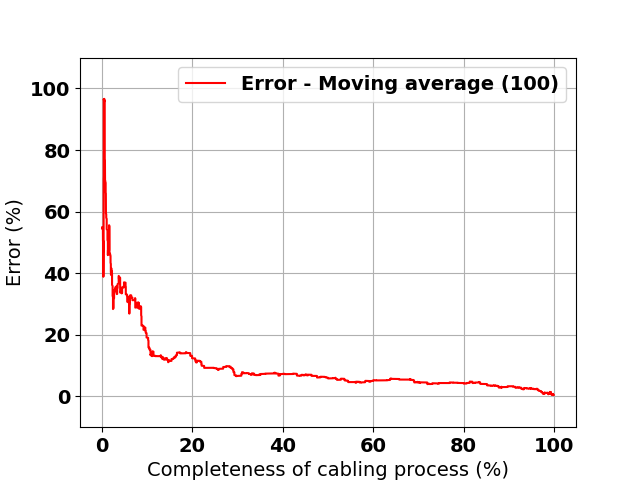 Error - Moving average (100)
100
80
60
40
20
0
Error (%)
0 20 40 60 80 100
Completeness of cabling process (%)